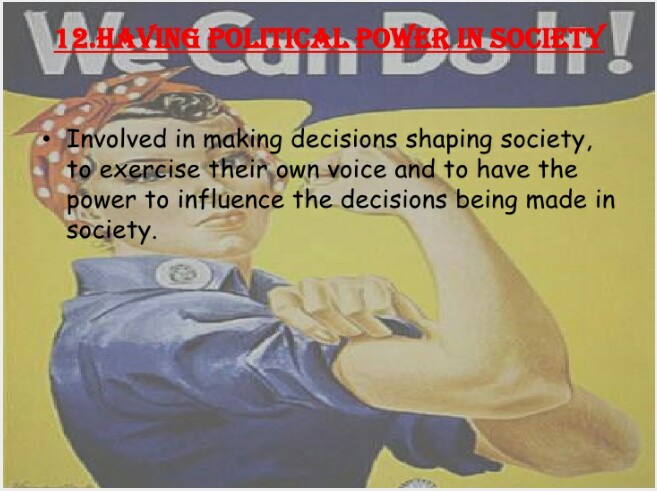 We Can Do It!
12.HAVING POLITICAL POWER IN SOCIETY
• Involved in making decisions shaping society,
to exercise their own voice and to have the
power to influence the decisions being made in
society.